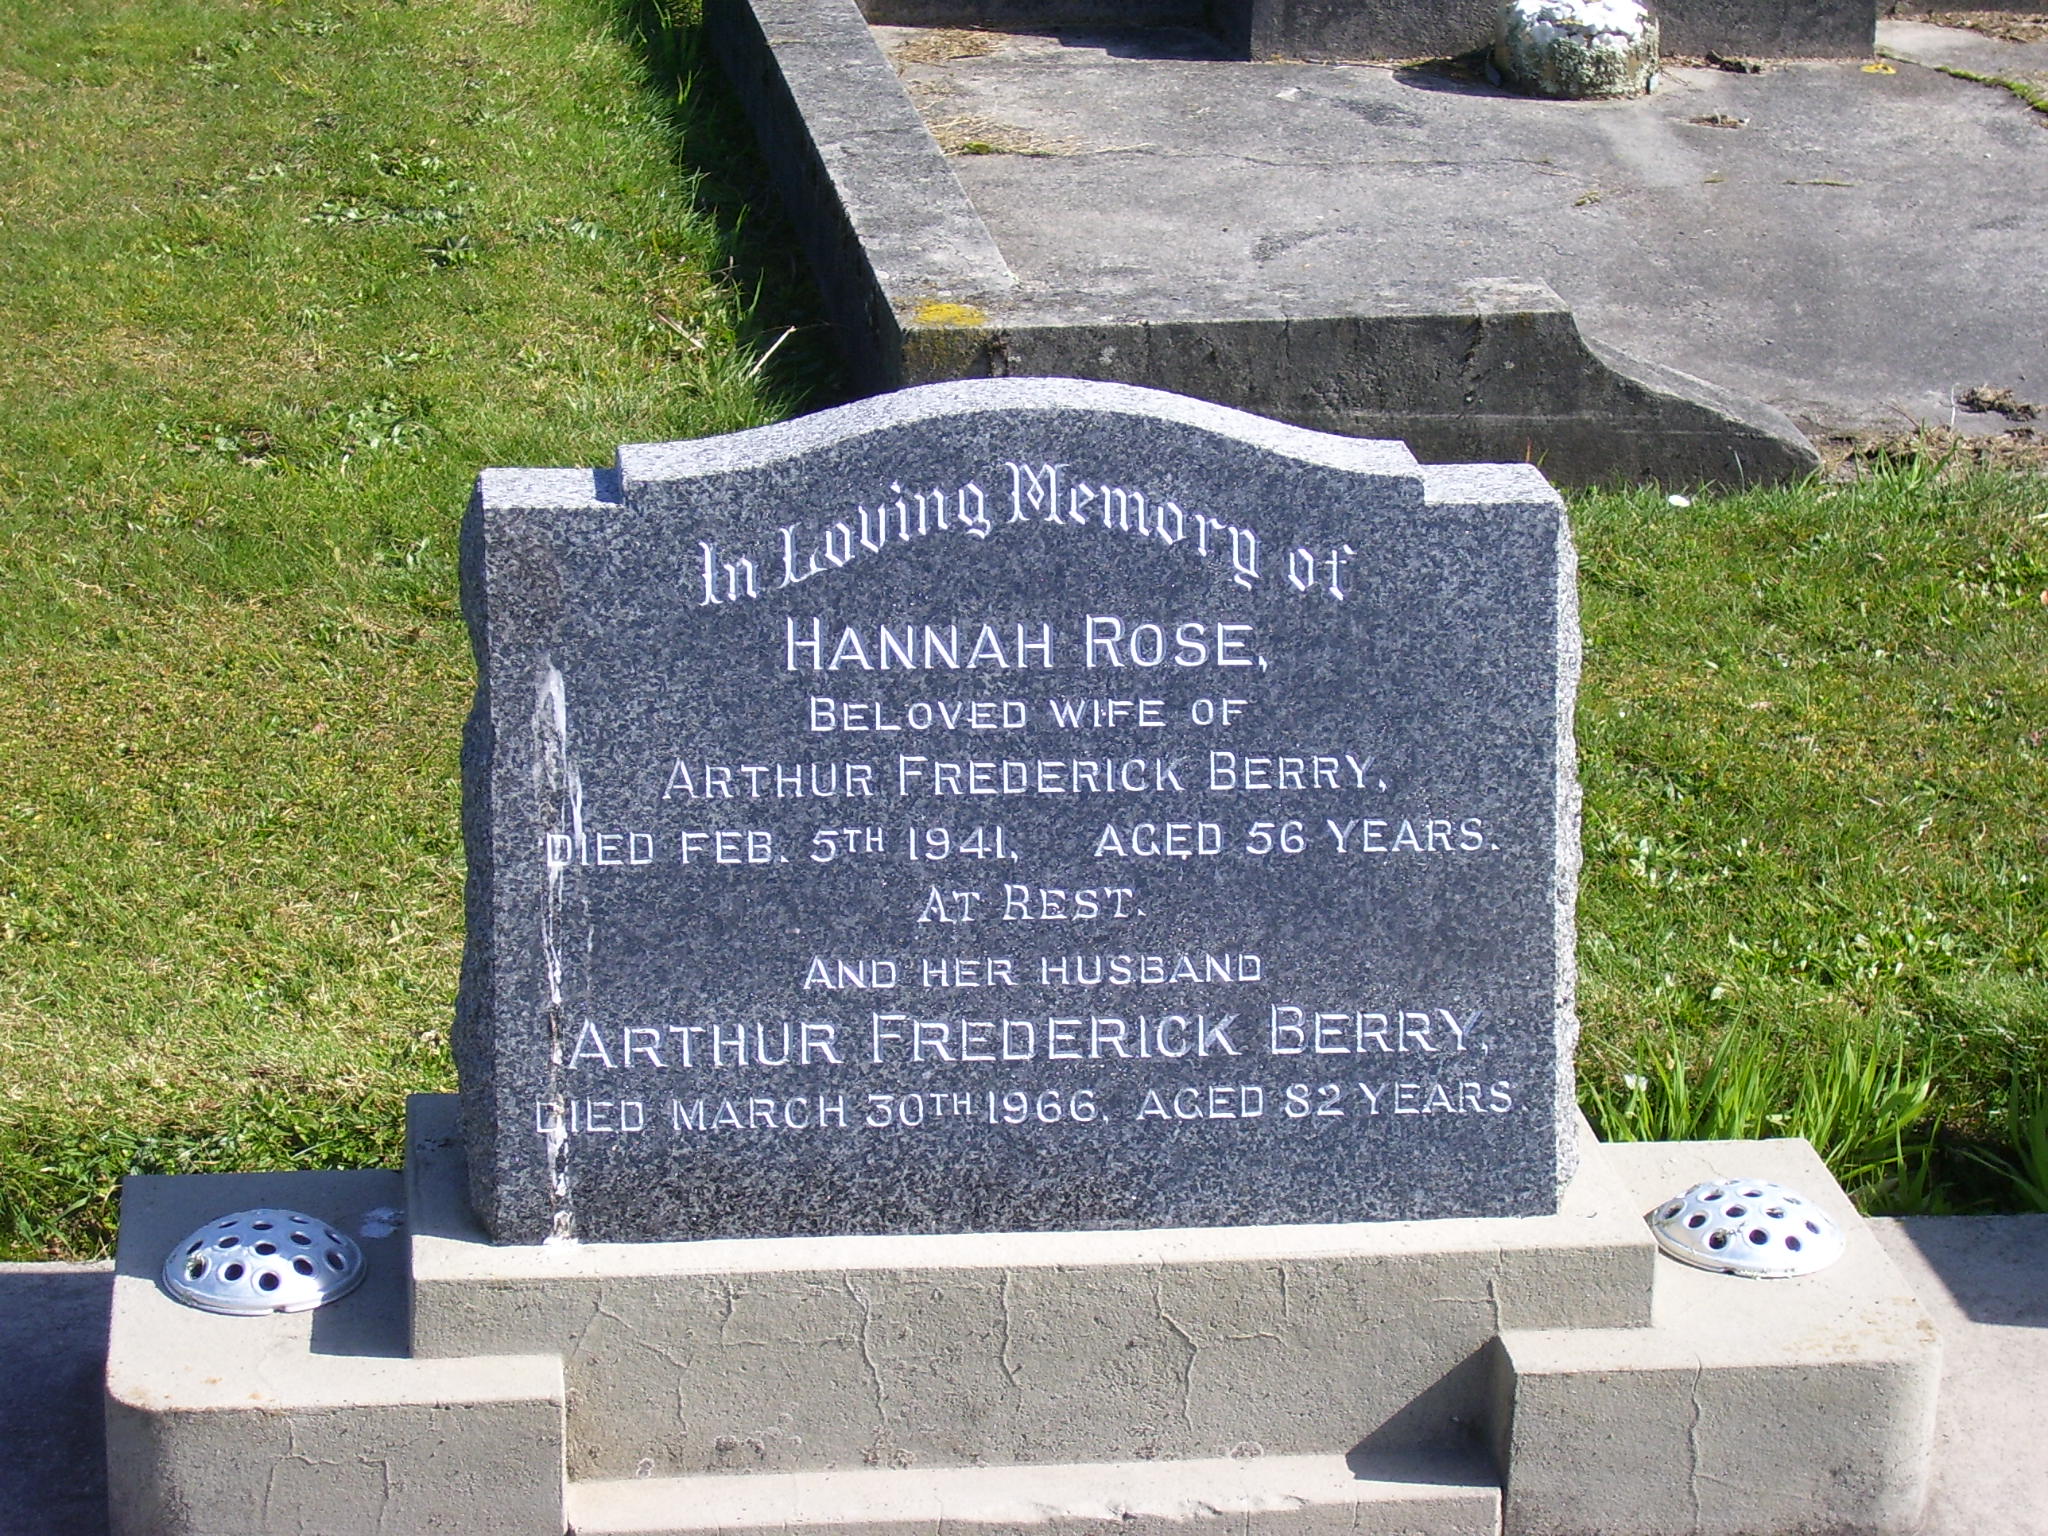 In Loving Memory of
HANNAH ROSE,
BELOVED WIFE OF
ARTHUR FREDERICK BERRY,
DIED FEB. 5TH 1941, AGED 56 YEARS.
AT REST.
AND HER HUSBAND
ARTHUR FREDERICK BERRY,
DIED MARCH 30TH 1966, AGED 82 YEARS.